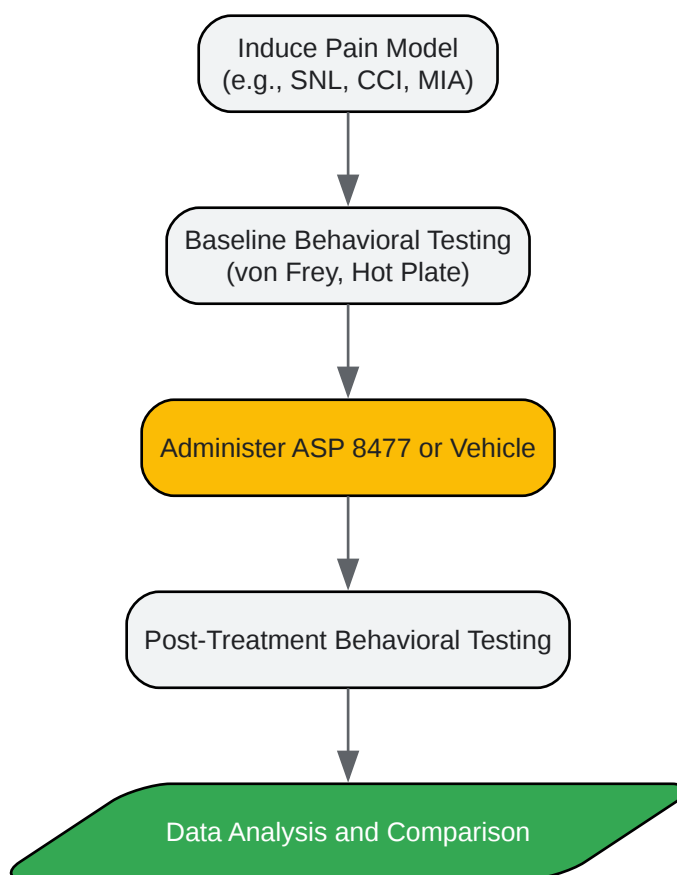 Induce Pain Model
(e.g., SNL, CCI, MIA)
Baseline Behavioral Testing
(von Frey, Hot Plate)
Administer ASP 8477 or Vehicle
Post-Treatment Behavioral Testing
Data Analysis and Comparison